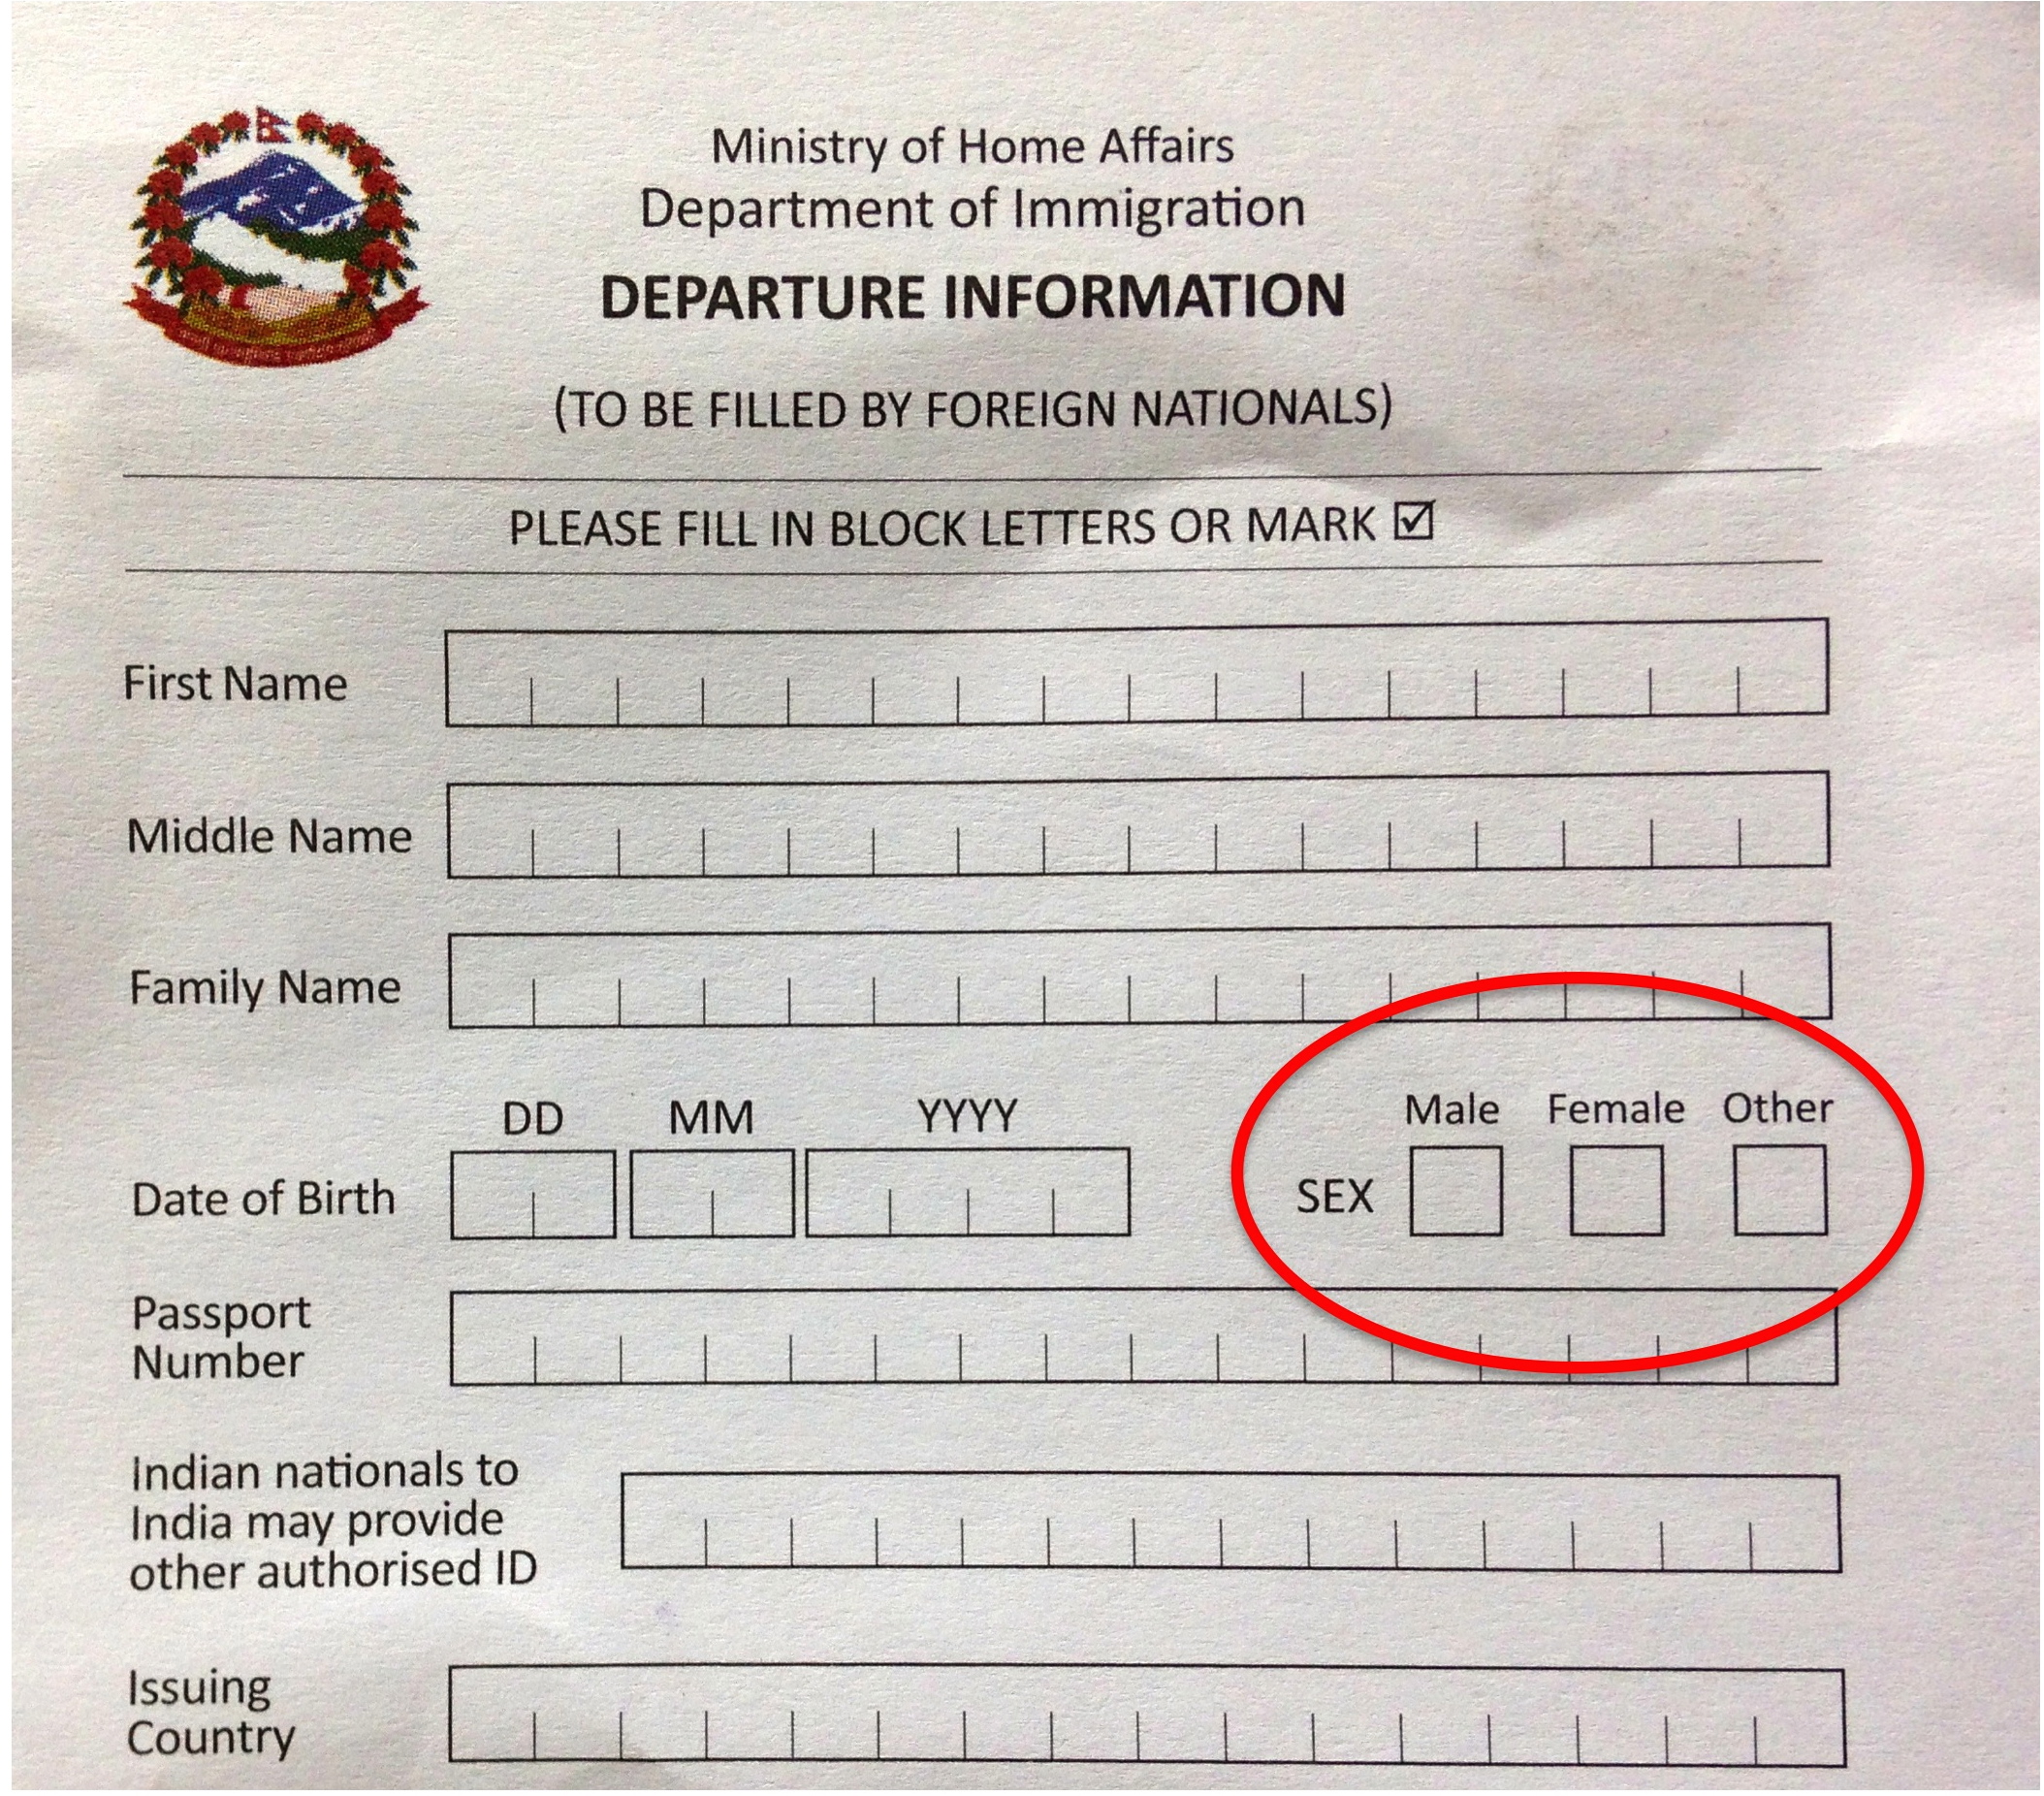 Ministry of Home Affairs
Department of Immigration
DEPARTURE INFORMATION
(TO BE FILLED BY FOREIGN NATIONALS)
PLEASE FILL IN BLOCK LETTERS OR MARK ☑
First Name
Middle Name
Family Name
DD MM YYYY
Date of Birth
Male Female Other
SEX
Passport
Number
Indian nationals to
India may provide
other authorised ID
Issuing
Country